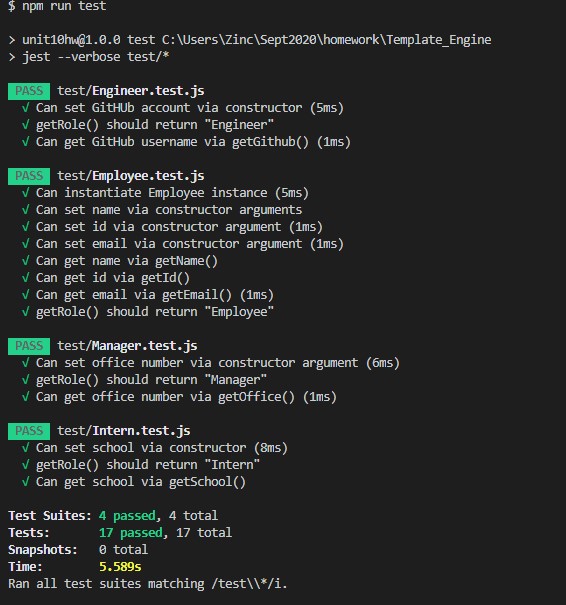 $ npm run test
> unit10hw@1.0.0 test C:\Users\Zinc\Sept2020\homework\Template_Engine
> jest --verbose test/*
PASS test/Engineer.test.js
√ Can set GitHUb account via constructor (5ms)
√ getRole() should return "Engineer"
√ Can get GitHub username via getGithub() (1ms)
PASS test/Employee.test.js
√ Can instantiate Employee instance (5ms)
√ Can set name via constructor arguments
√ Can set id via constructor argument (1ms)
√ Can set email via constructor argument (1ms)
√ Can get name via getName()
√ Can get id via getId()
√ Can get email via getEmail() (1ms)
√ getRole() should return "Employee"
PASS test/Manager.test.js
√ Can set office number via constructor argument (6ms)
√ getRole() should return "Manager"
√ Can get office number via getOffice() (1ms)
PASS test/Intern.test.js
√ Can set school via constructor (8ms)
√ getRole() should return "Intern"
√ Can get school via getSchool()
Test Suites: 4 passed, 4 total
Tests: 17 passed, 17 total
Snapshots: 0 total
Time: 5.589s
Ran all test suites matching /test\\*/i.